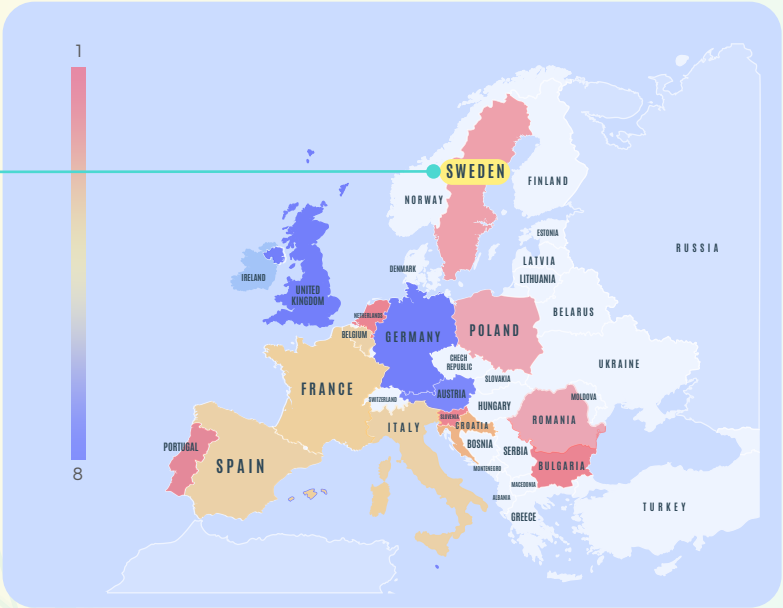 1
SWEDEN
FINLAND
NORWAY
ESTONIA
RUSSIA
LATVIA
DENMARK
LITHUANIA
IRELAND
UNITED
KINGDOM
NETHERLANDS
BELARUS
BELGIUM
GERMANY
POLAND
CHECH
REPUBLIC
UKRAINE
SLOVAKIA
FRANCE
SWITZERLAND
AUSTRIA
MOLDOVA
HUNGARY
SLOVENIA
CROATIA
ROMANIA
ITALY
PORTUGAL
BOSNIA
SERBIA
SPAIN
MONTENEGRO
BULGARIA
8
MACEDONIA
ALBANIA
GREECE
TURKEY